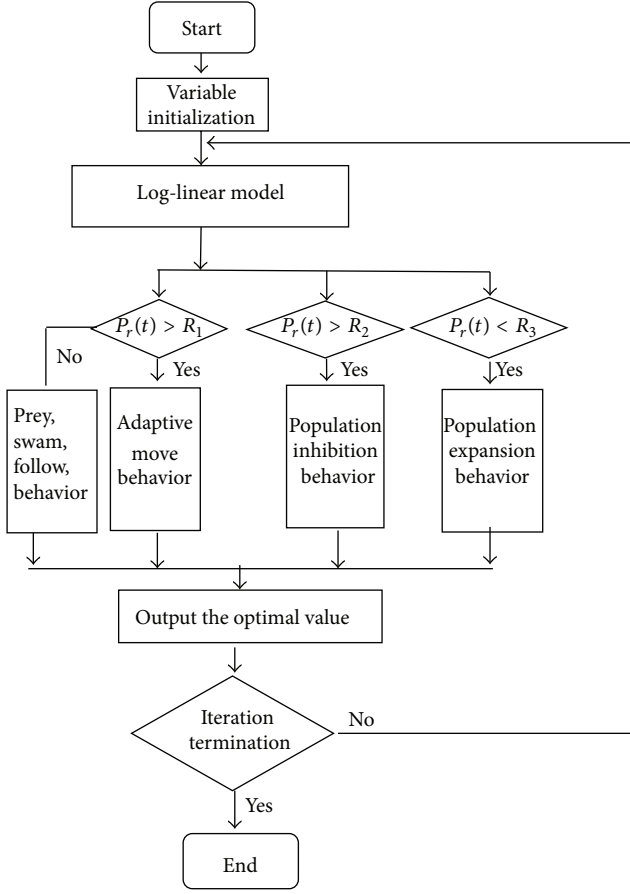 Start
Variable
initialization
Log-linear model
P_r(t) > R_1
P_r(t) > R_2
P_r(t) < R_3
No
Yes
Yes
Yes
Prey,
swam,
follow,
behavior
Adaptive
move
behavior
Population
inhibition
behavior
Population
expansion
behavior
Output the optimal value
Iteration
termination
No
Yes
End